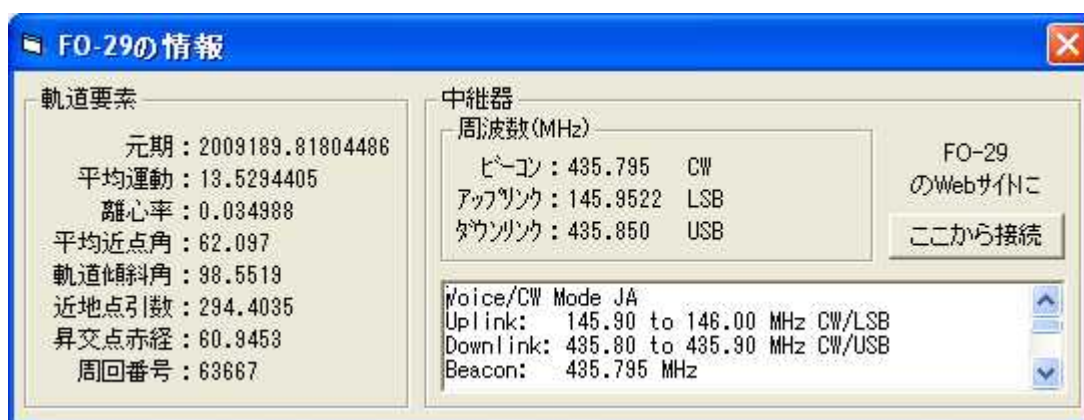 FO-29の情報
軌道要素
元期：2009189.81804486
平均運動：13.5294405
離心率：0.034988
平均近点角：62.097
軌道傾斜角：98.5519
近地点引数：294.4035
昇交点赤経：60.9453
周回番号：63667
中継器
周波数(MHz)
ﾋﾞｰｺﾝ：435.795 CW
ｱｯﾌﾟﾘﾝｸ：145.9522 LSB
ﾀﾞｳﾝﾘﾝｸ：435.850 USB
FO-29
のWebｻｲﾄに
ここから接続
Voice/CW Mode JA
Uplink: 145.90 to 146.00 MHz CW/LSB
Downlink: 435.80 to 435.90 MHz CW/USB
Beacon: 435.795 MHz